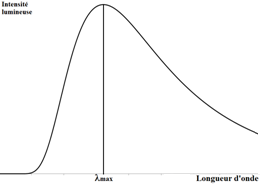 Intensité
lumineuse
λmax
Longueur d'onde